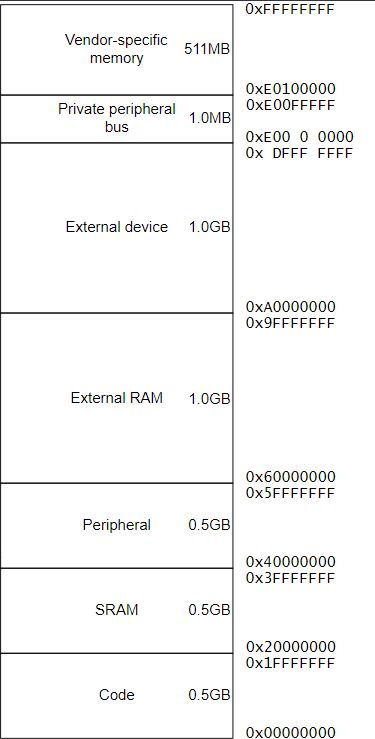 0xFFFFFFFF
Vendor-specific
memory
511MB
0xE0100000
0xE00FFFFF
Private peripheral
bus
1.0MB
0xE00 0 0000
0x DFFF FFFF
External device 1.0GB
0xA0000000
0x9FFFFFFF
External RAM 1.0GB
0x60000000
0x5FFFFFFF
Peripheral 0.5GB
0x40000000
0x3FFFFFFF
SRAM 0.5GB
0x20000000
0x1FFFFFFF
Code 0.5GB
0x00000000